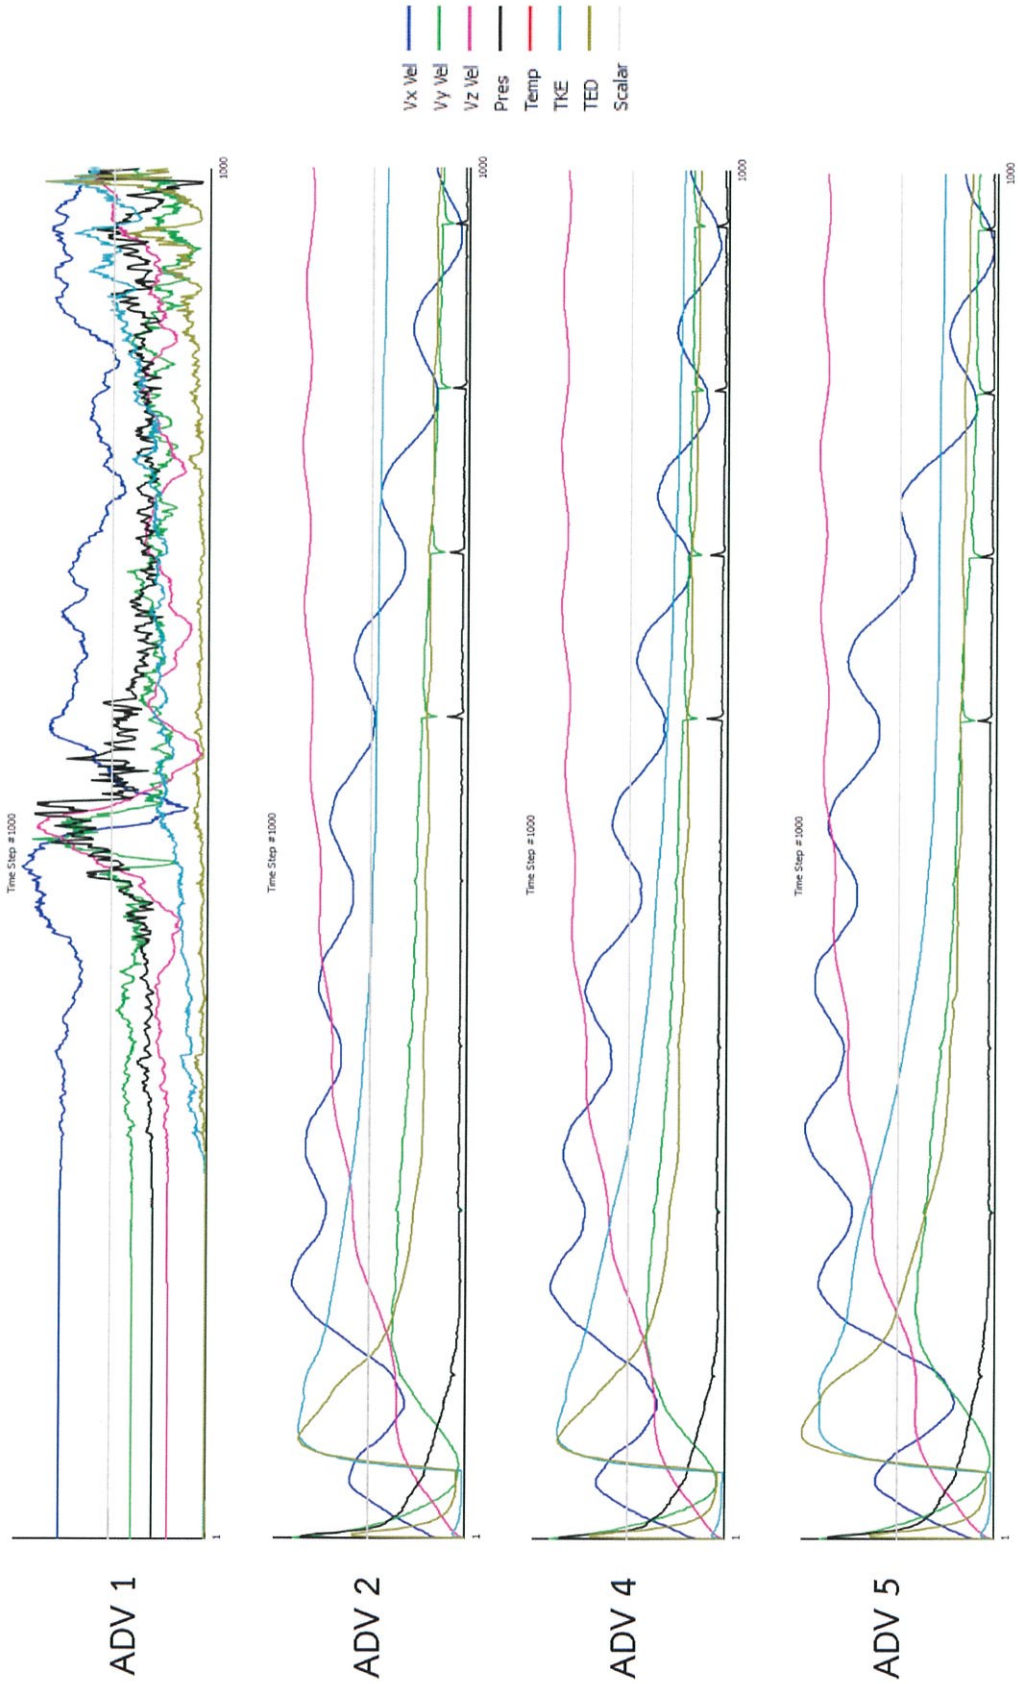 Vx Vel
Vy Vel
Vz Vel
Pres
Temp
TKE
TED
Scalar
ADV 1
Time Step #1000
1
1000
ADV 2
Time Step #1000
1
1000
ADV 4
Time Step #1000
1
1000
ADV 5
Time Step #1000
1
1000